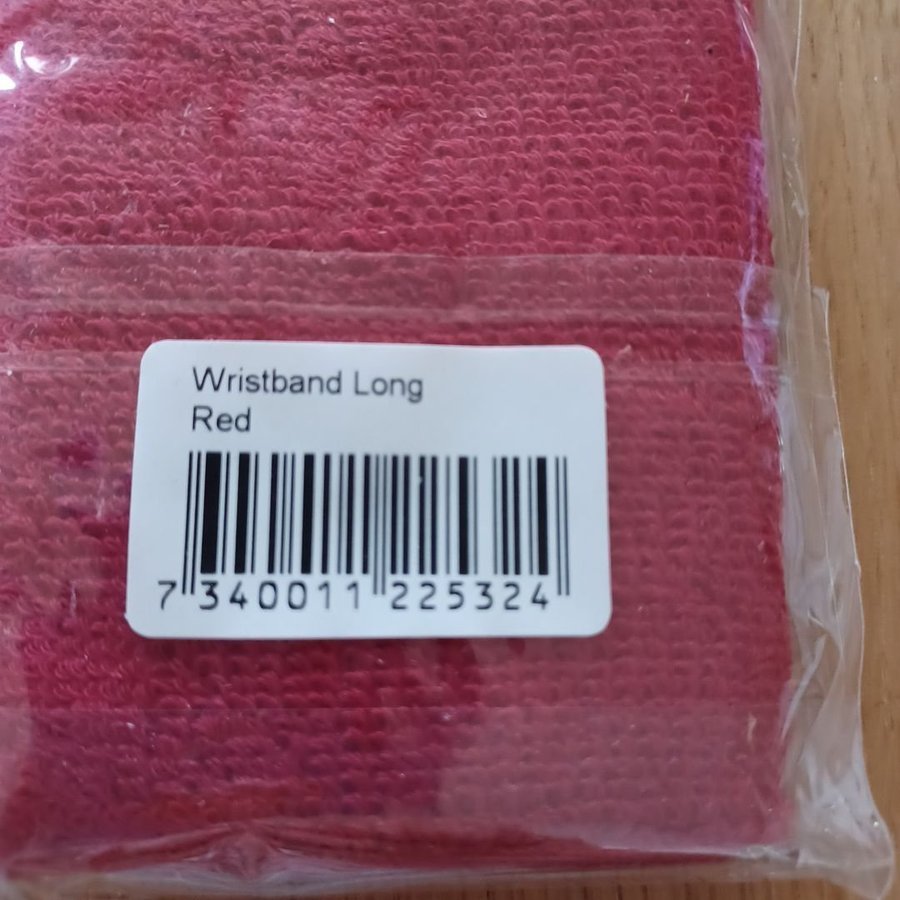 Wristband Long
Red
7 340011 225324